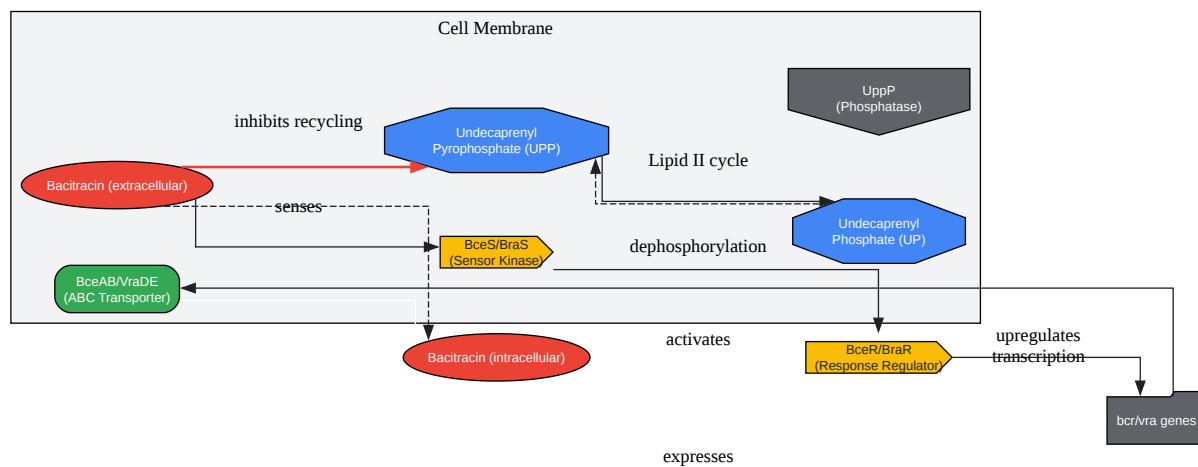 Cell Membrane
UppP
(Phosphatase)
inhibits recycling
Undecaprenyl
Pyrophosphate (UPP)
Lipid II cycle
Bacitracin (extracellular)
senses
Undecaprenyl
Phosphate (UP)
BceS/BraS
(Sensor Kinase)
dephosphorylation
BceAB/VraDE
(ABC Transporter)
activates
Bacitracin (intracellular)
BceR/BraR
(Response Regulator)
upregulates
transcription
bcr/vra genes
expresses